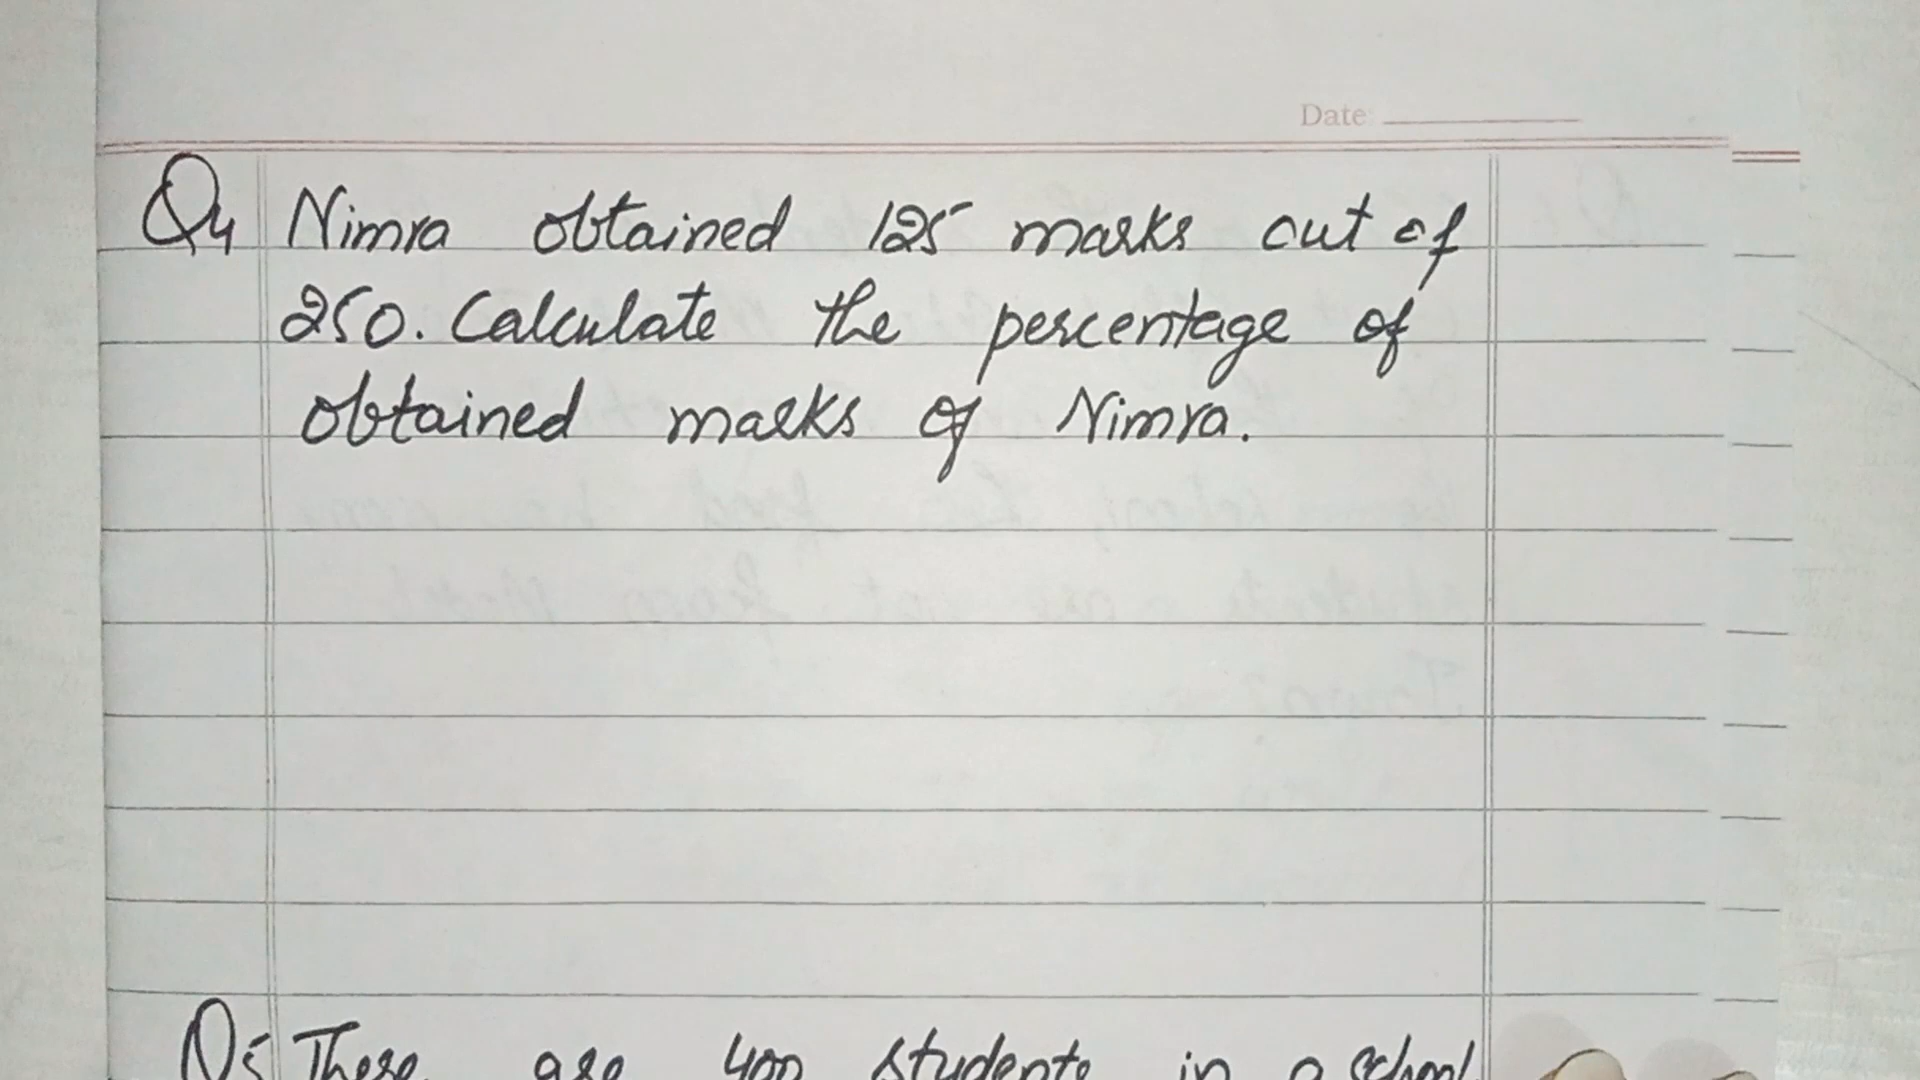 Date:
Q4 Nimra obtained 125 marks out of
250. Calculate the percentage of
obtained marks of Nimra.
Q5 There are 400 students in a school